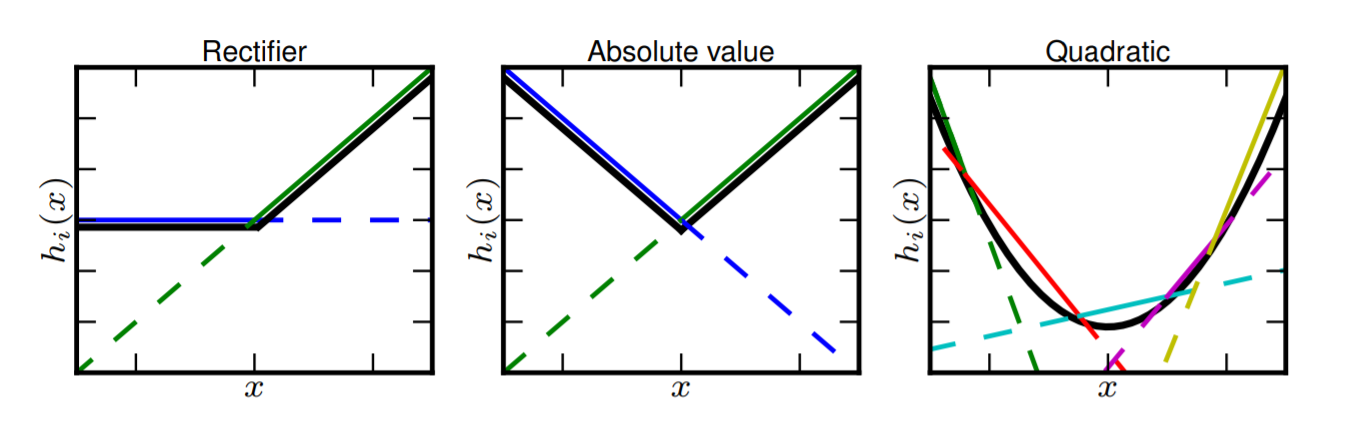 Rectifier
h_i(x)
x
Absolute value
h_i(x)
x
Quadratic
h_i(x)
x